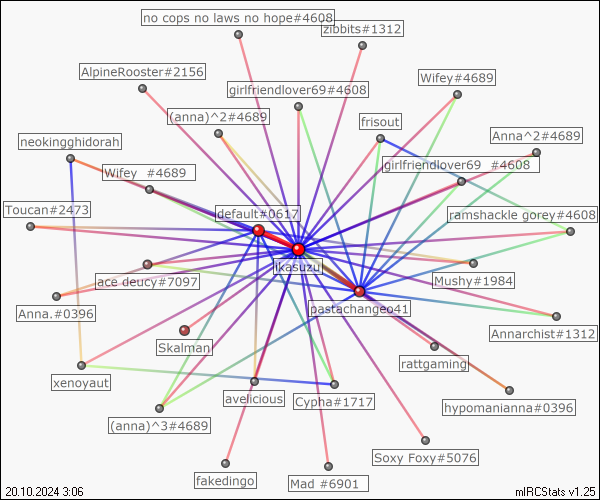 no cops no laws no hope#4608
zibbits#1312
AlpineRooster#2156
Wifey#4689
girlfriendlover69#4608
(anna)^2#4689
frisout
neokingghidorah
Anna^2#4689
girlfriendlover69 #4608
Wifey #4689
Toucan#2473
default#0617
ramshackle gorey#4608
ikasuzu
ace deucy#7097
Mushy#1984
Anna.#0396
pastachangeo41
Annarchist#1312
Skalman
rattgaming
xenoyaut
avelicious
Cypha#1717
hypomanianna#0396
(anna)^3#4689
Soxy Foxy#5076
fakedingo
Mad #6901
20.10.2024 3:06
mIRCStats v1.25